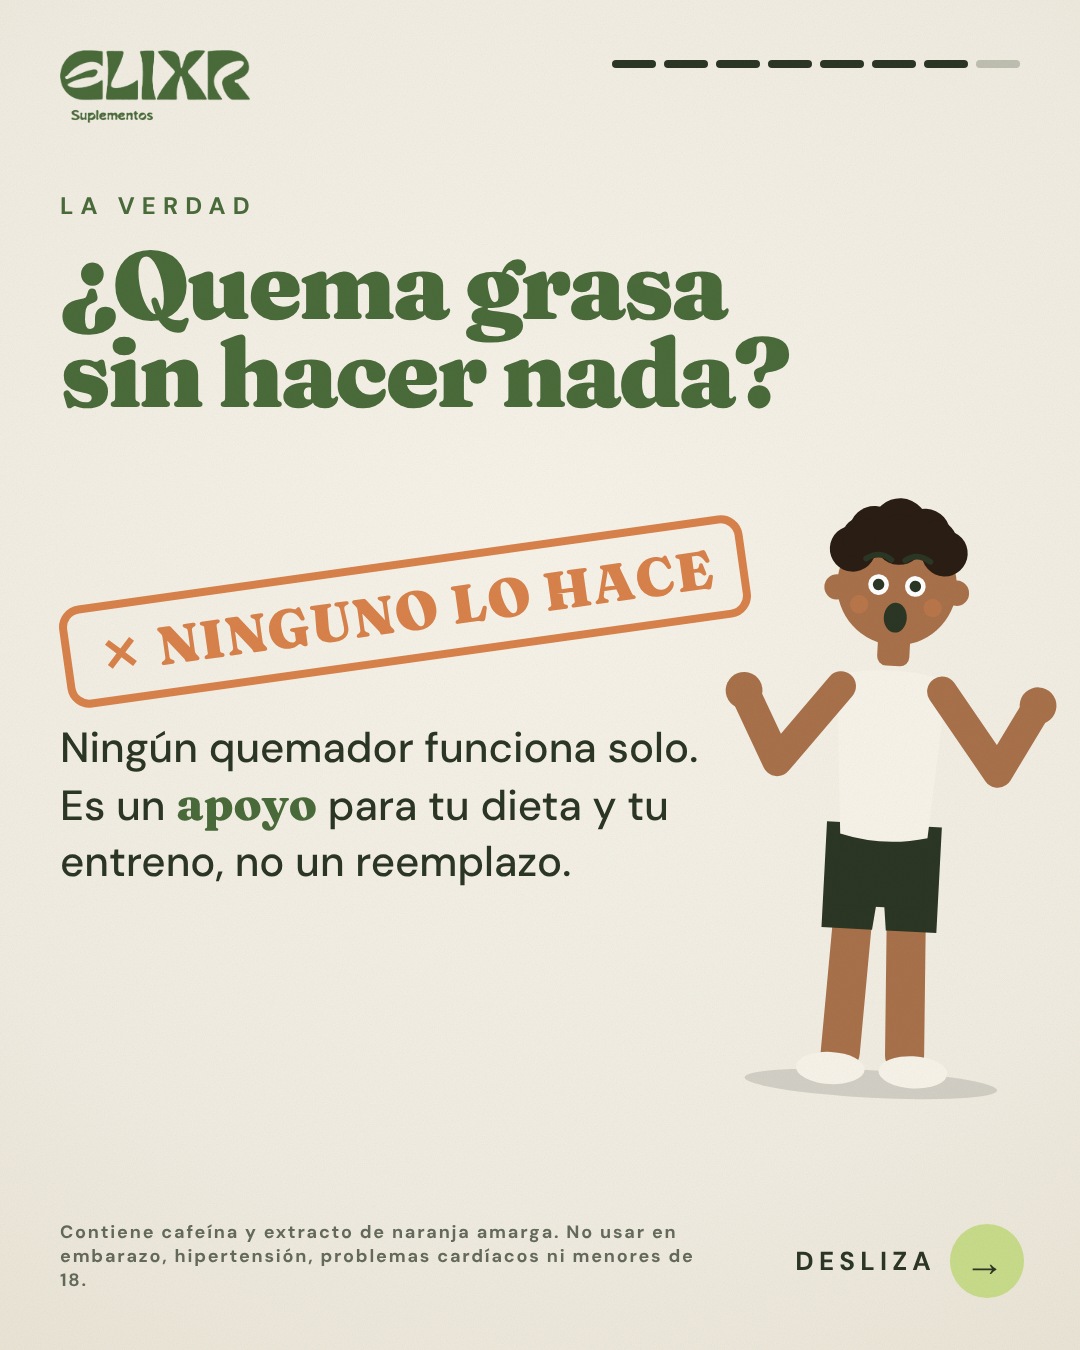 ELIXR
Suplementos
LA VERDAD
¿Quema grasa
sin hacer nada?
× NINGUNO LO HACE
Ningún quemador funciona solo.
Es un apoyo para tu dieta y tu
entreno, no un reemplazo.
Contiene cafeína y extracto de naranja amarga. No usar en
embarazo, hipertensión, problemas cardíacos ni menores de
18.
DESLIZA →